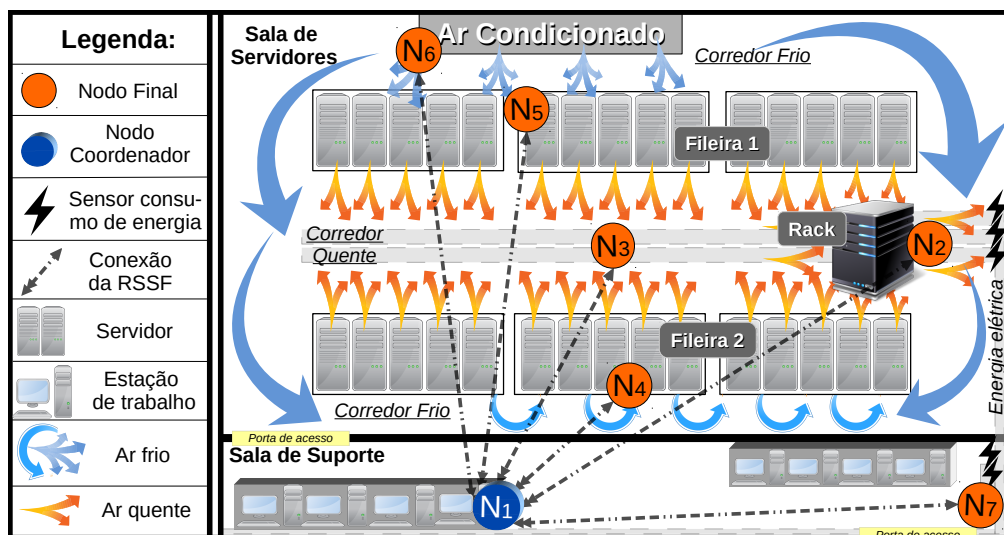 Legenda:
Nodo Final
Nodo
Coordenador
Sensor consu-
mo de energia
Conexão
da RSSF
Servidor
Estação
de trabalho
Ar frio
Ar quente
Sala de
Servidores
Ar Condicionado
Corredor Frio
N6
N5
Fileira 1
Rack
Corredor
Quente
N3
N2
Fileira 2
N4
Corredor Frio
Energia elétrica
Porta de acesso
Sala de Suporte
N1
N7
Porta de acesso